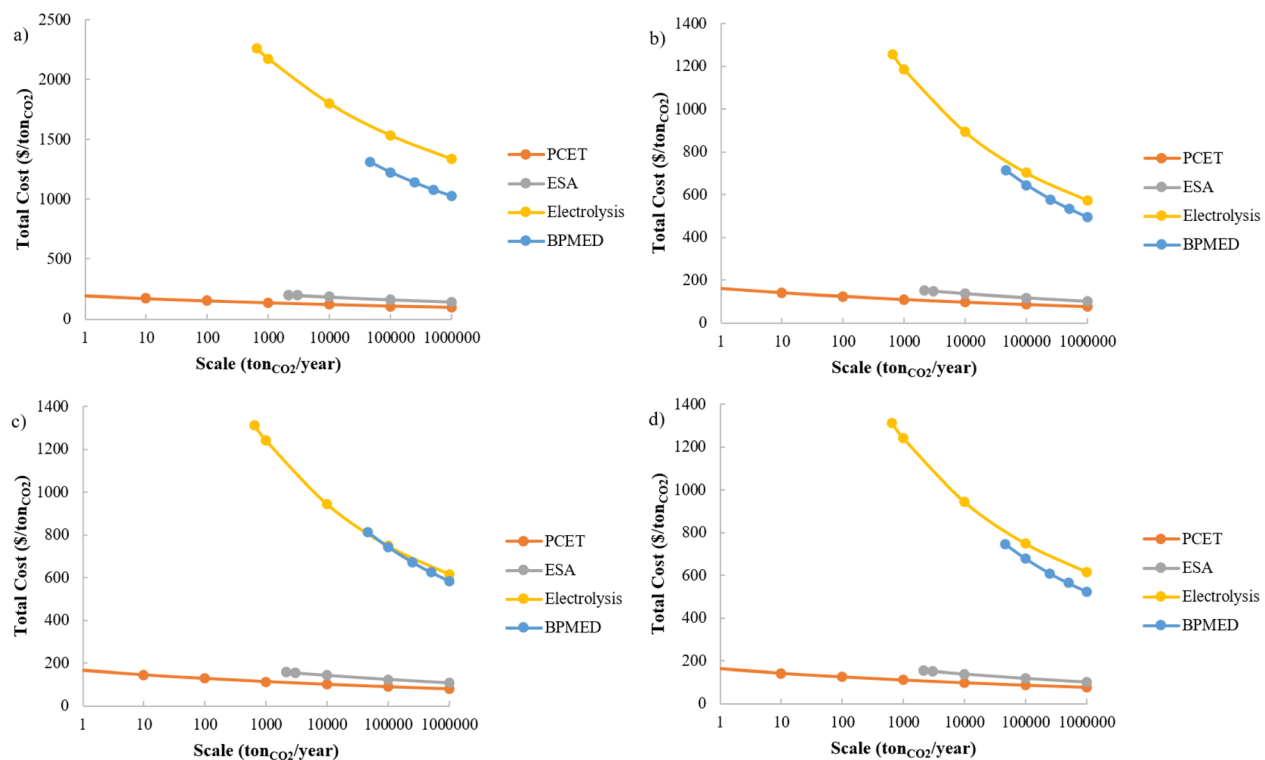 a)
2500
2000
1500
1000
500
0
Total Cost ($/tonCO2)
1
10
100
1000
10000
100000
1000000
Scale (tonCO2/year)
PCET
ESA
Electrolysis
BPMED
b)
1400
1200
1000
800
600
400
200
0
Total Cost ($/tonCO2)
1
10
100
1000
10000
100000
1000000
Scale (tonCO2/year)
PCET
ESA
Electrolysis
BPMED
c)
1400
1200
1000
800
600
400
200
0
Total Cost ($/tonCO2)
1
10
100
1000
10000
100000
1000000
Scale (tonCO2/year)
PCET
ESA
Electrolysis
BPMED
d)
1400
1200
1000
800
600
400
200
0
Total Cost ($/tonCO2)
1
10
100
1000
10000
100000
1000000
Scale (tonCO2/year)
PCET
ESA
Electrolysis
BPMED